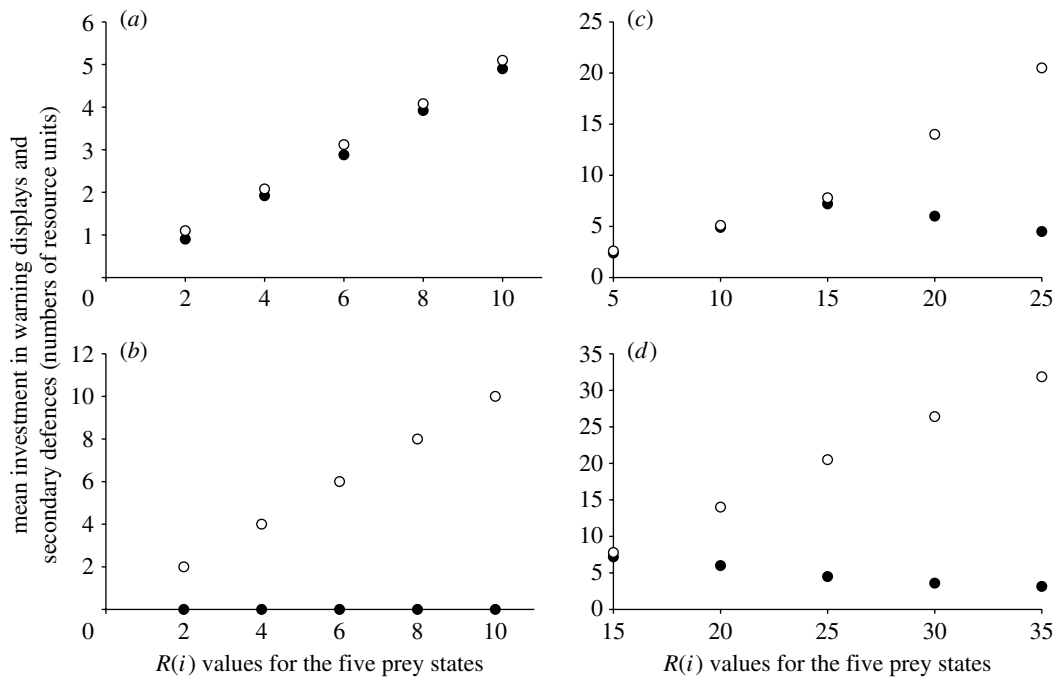 mean investment in warning displays and
secondary defences (numbers of resource units)
(a)
6
5
4
3
2
1
0
2 4 6 8 10
(c)
25
20
15
10
5
0
5 10 15 20 25
(b)
12
10
8
6
4
2
0
2 4 6 8 10
R(i) values for the five prey states
(d)
35
30
25
20
15
10
5
0
15 20 25 30 35
R(i) values for the five prey states